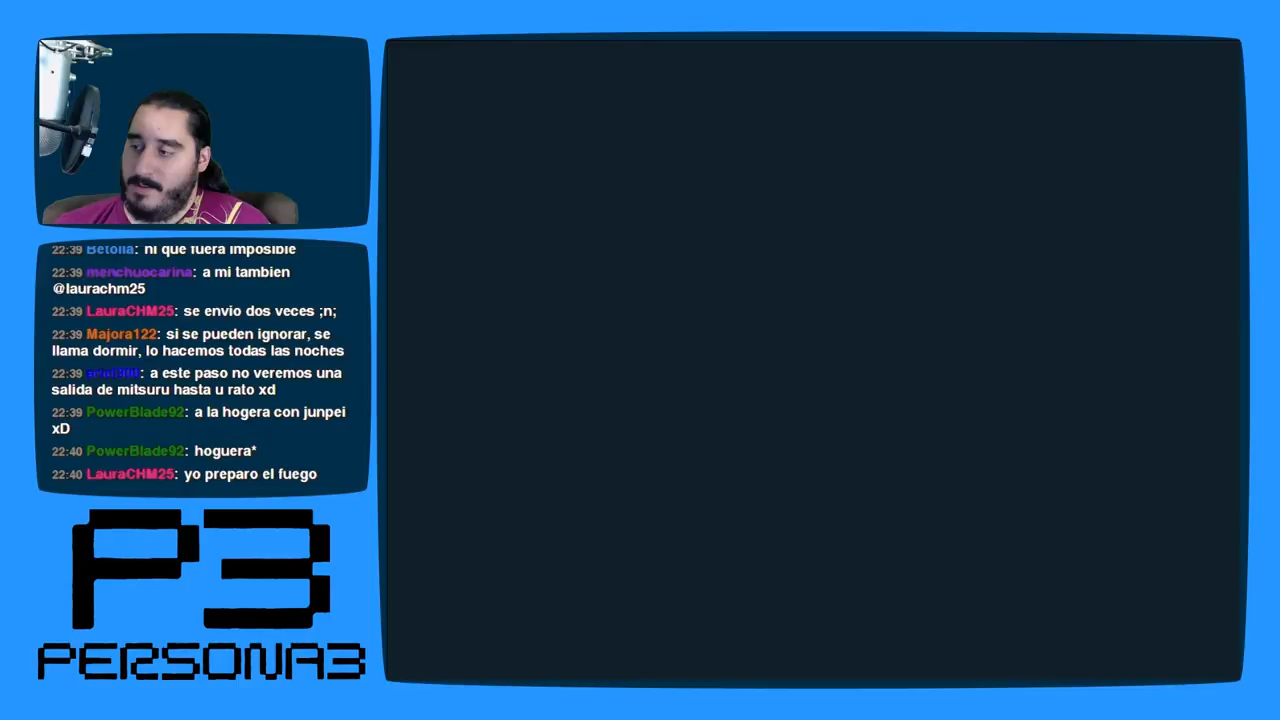 22:39 Betolia: ni que fuera imposible
22:39 menchuocarina: a mi tambien
@laurachm25
22:39 LauraCHM25: se envio dos veces ;n;
22:39 Majora122: si se pueden ignorar, se
llama dormir, lo hacemos todas las noches
22:39 : a este paso no veremos una
salida de mitsuru hasta u rato xd
22:39 PowerBlade92: a la hogera con junpei
xD
22:40 PowerBlade92: hoguera*
22:40 LauraCHM25: yo preparo el fuego
P3
PERSONA3